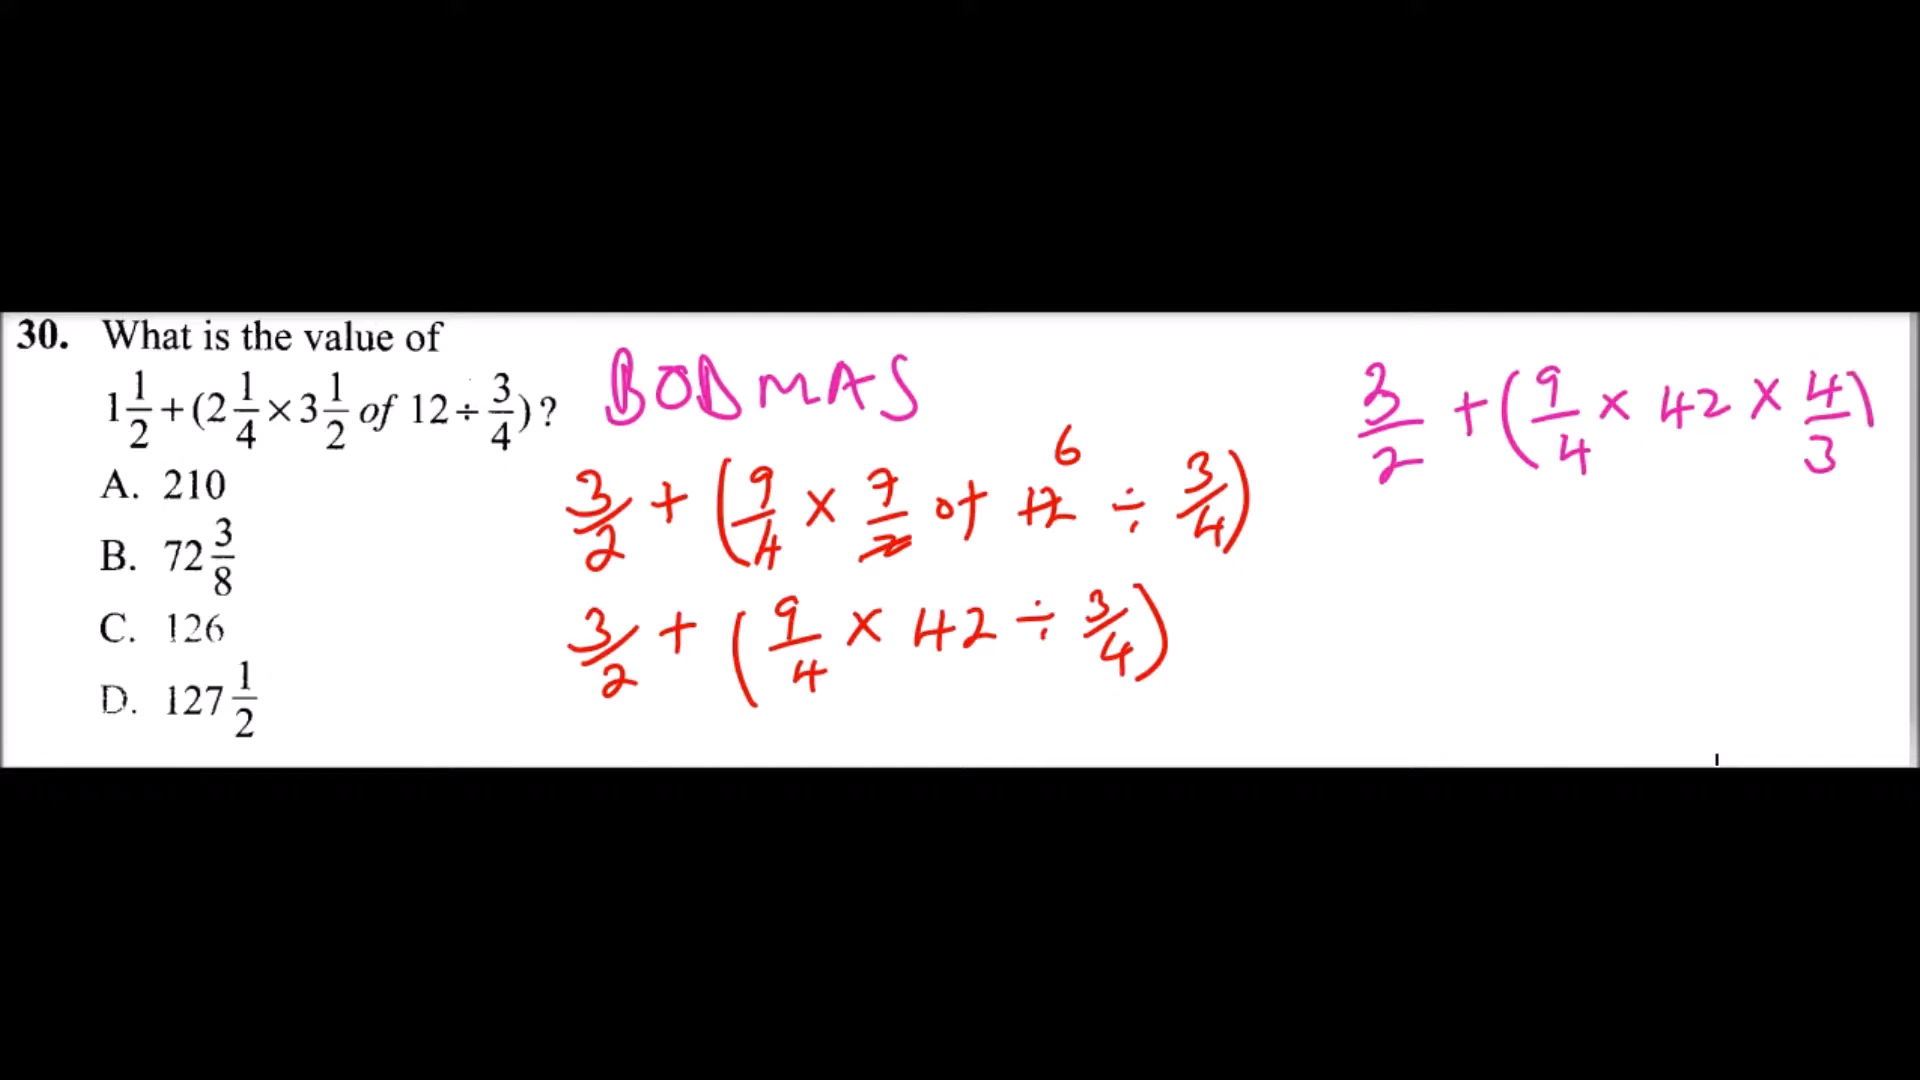 30. What is the value of
1 1/2 + (2 1/4 × 3 1/2 of 12 ÷ 3/4)?
A. 210
B. 72 3/8
C. 126
D. 127 1/2
BODMAS
3/2 + (9/4 × 7/2 of 12 ÷ 3/4)
6
3/2 + (9/4 × 42 ÷ 3/4)
3/2 + (9/4 × 42 × 4/3)